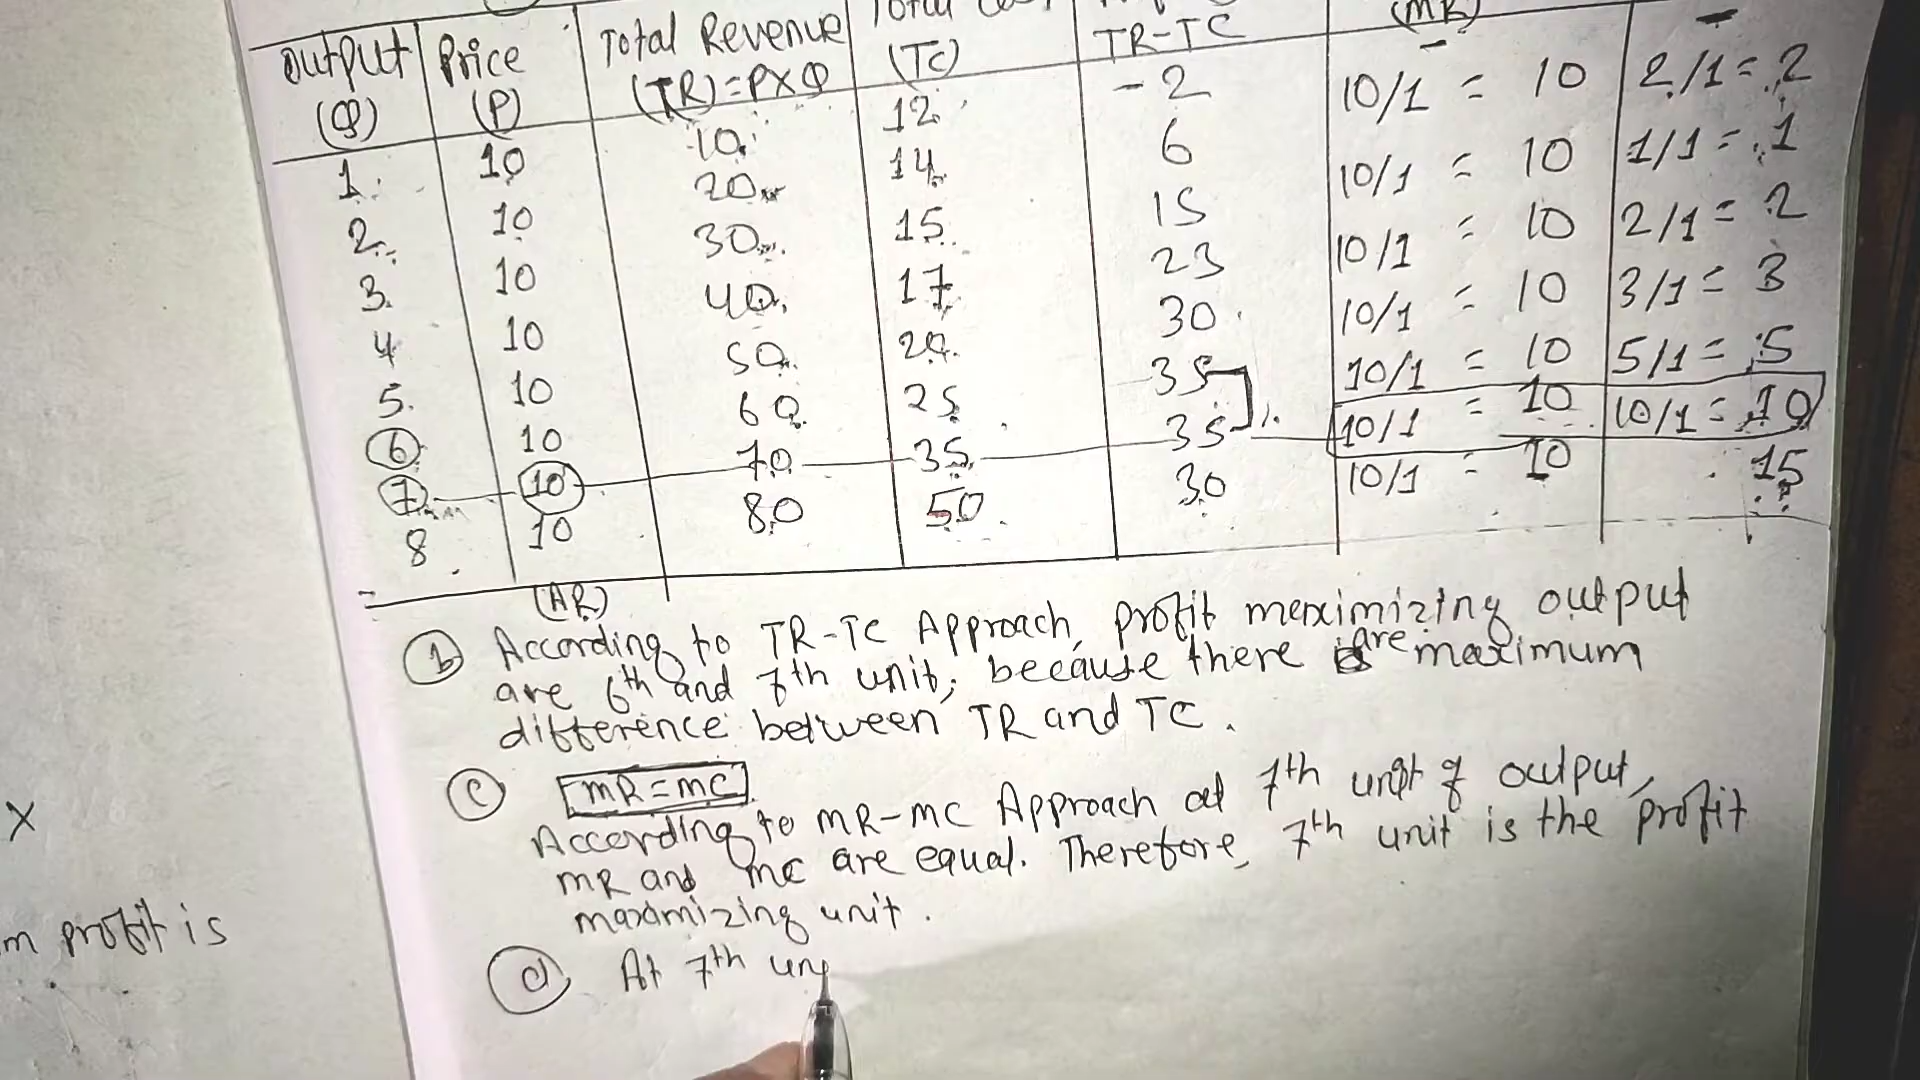 Output Price Total Revenue Total TR-TC (MR)
(Q) (P) (TR)=PXQ (TC)
1. 10 10 12 -2 - -
2. 10 20 14 6 10/1 = 10 2/1 = 2
3. 10 30 15 15 10/1 = 10 1/1 = 1
4 10 40 17 23 10/1 = 10 2/1 = 2
5. 10 50 20 30 10/1 = 10 3/1 = 3
6 10 60 25 35 10/1 = 10 5/1 = 5
7 10 70 35 35 10/1 = 10 10/1 = 10
8 10 80 50 30 10/1 = 10 15
(AR)
b According to TR-TC Approach, profit meximizing output
are 6th and 7th unit, because there are maximum
difference between TR and TC.
c MR=MC
According to MR-MC Approach at 7th unit of output,
MR and MC are equal. Therefore, 7th unit is the profit
maximizing unit.
d At 7th uni
x
m profit is